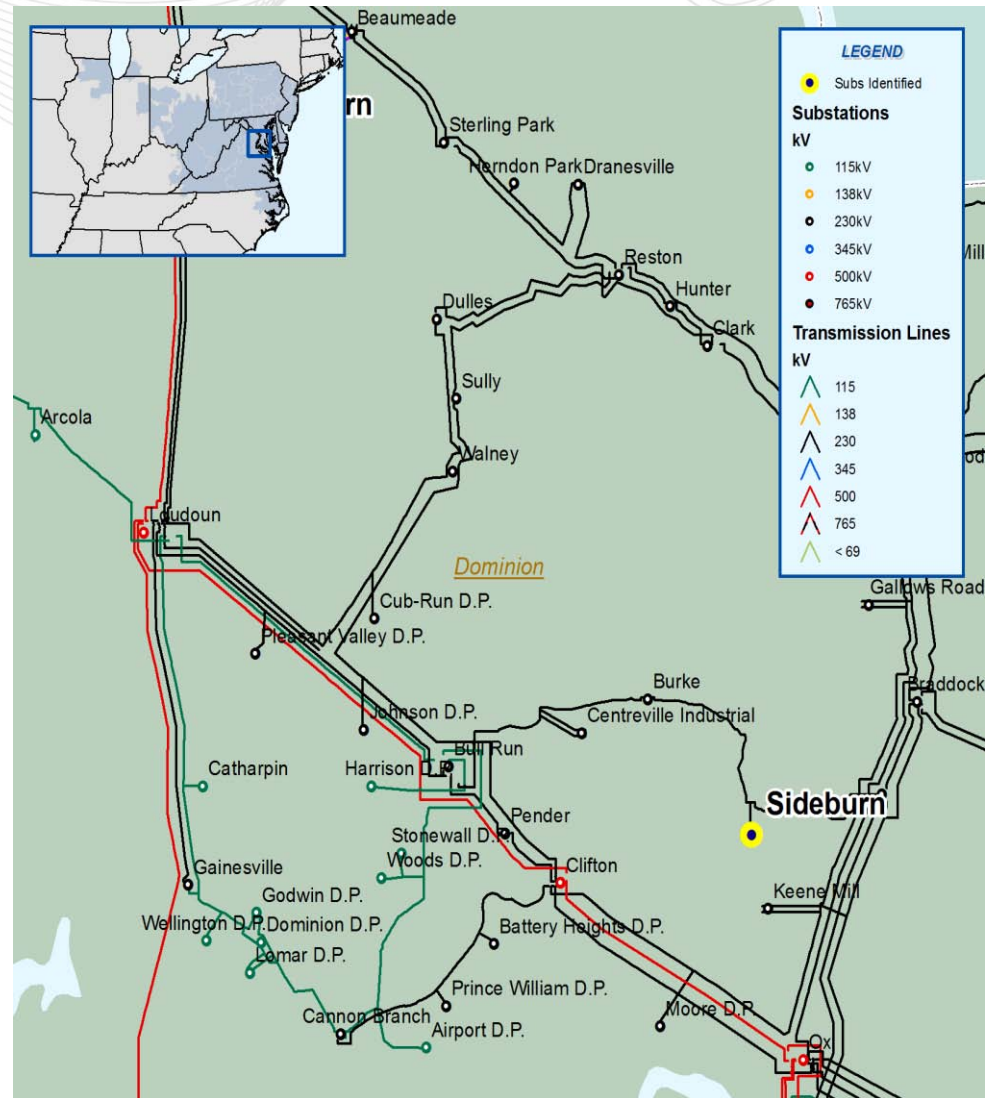 Beaumeade
rn
Sterling Park
Herndon Park
Dranesville
Reston
Hunter
Clark
Dulles
Sully
Walney
Arcola
Loudoun
Dominion
Cub-Run D.P.
Pleasant Valley D.P.
Johnson D.P.
Burke
Centreville Industrial
Bull Run
Harrison D.P.
Catharpin
Pender
Sideburn
Stonewall D.P.
Woods D.P.
Clifton
Gainesville
Godwin D.P.
Keene Mill
Wellington D.P.
Dominion D.P.
Battery Heights D.P.
Lomar D.P.
Prince William D.P.
Moore D.P.
Cannon Branch
Airport D.P.
Ox
Gallows Road
Braddock
Mill
LEGEND
Subs Identified
Substations
kV
115kV
138kV
230kV
345kV
500kV
765kV
Transmission Lines
kV
115
138
230
345
500
765
< 69